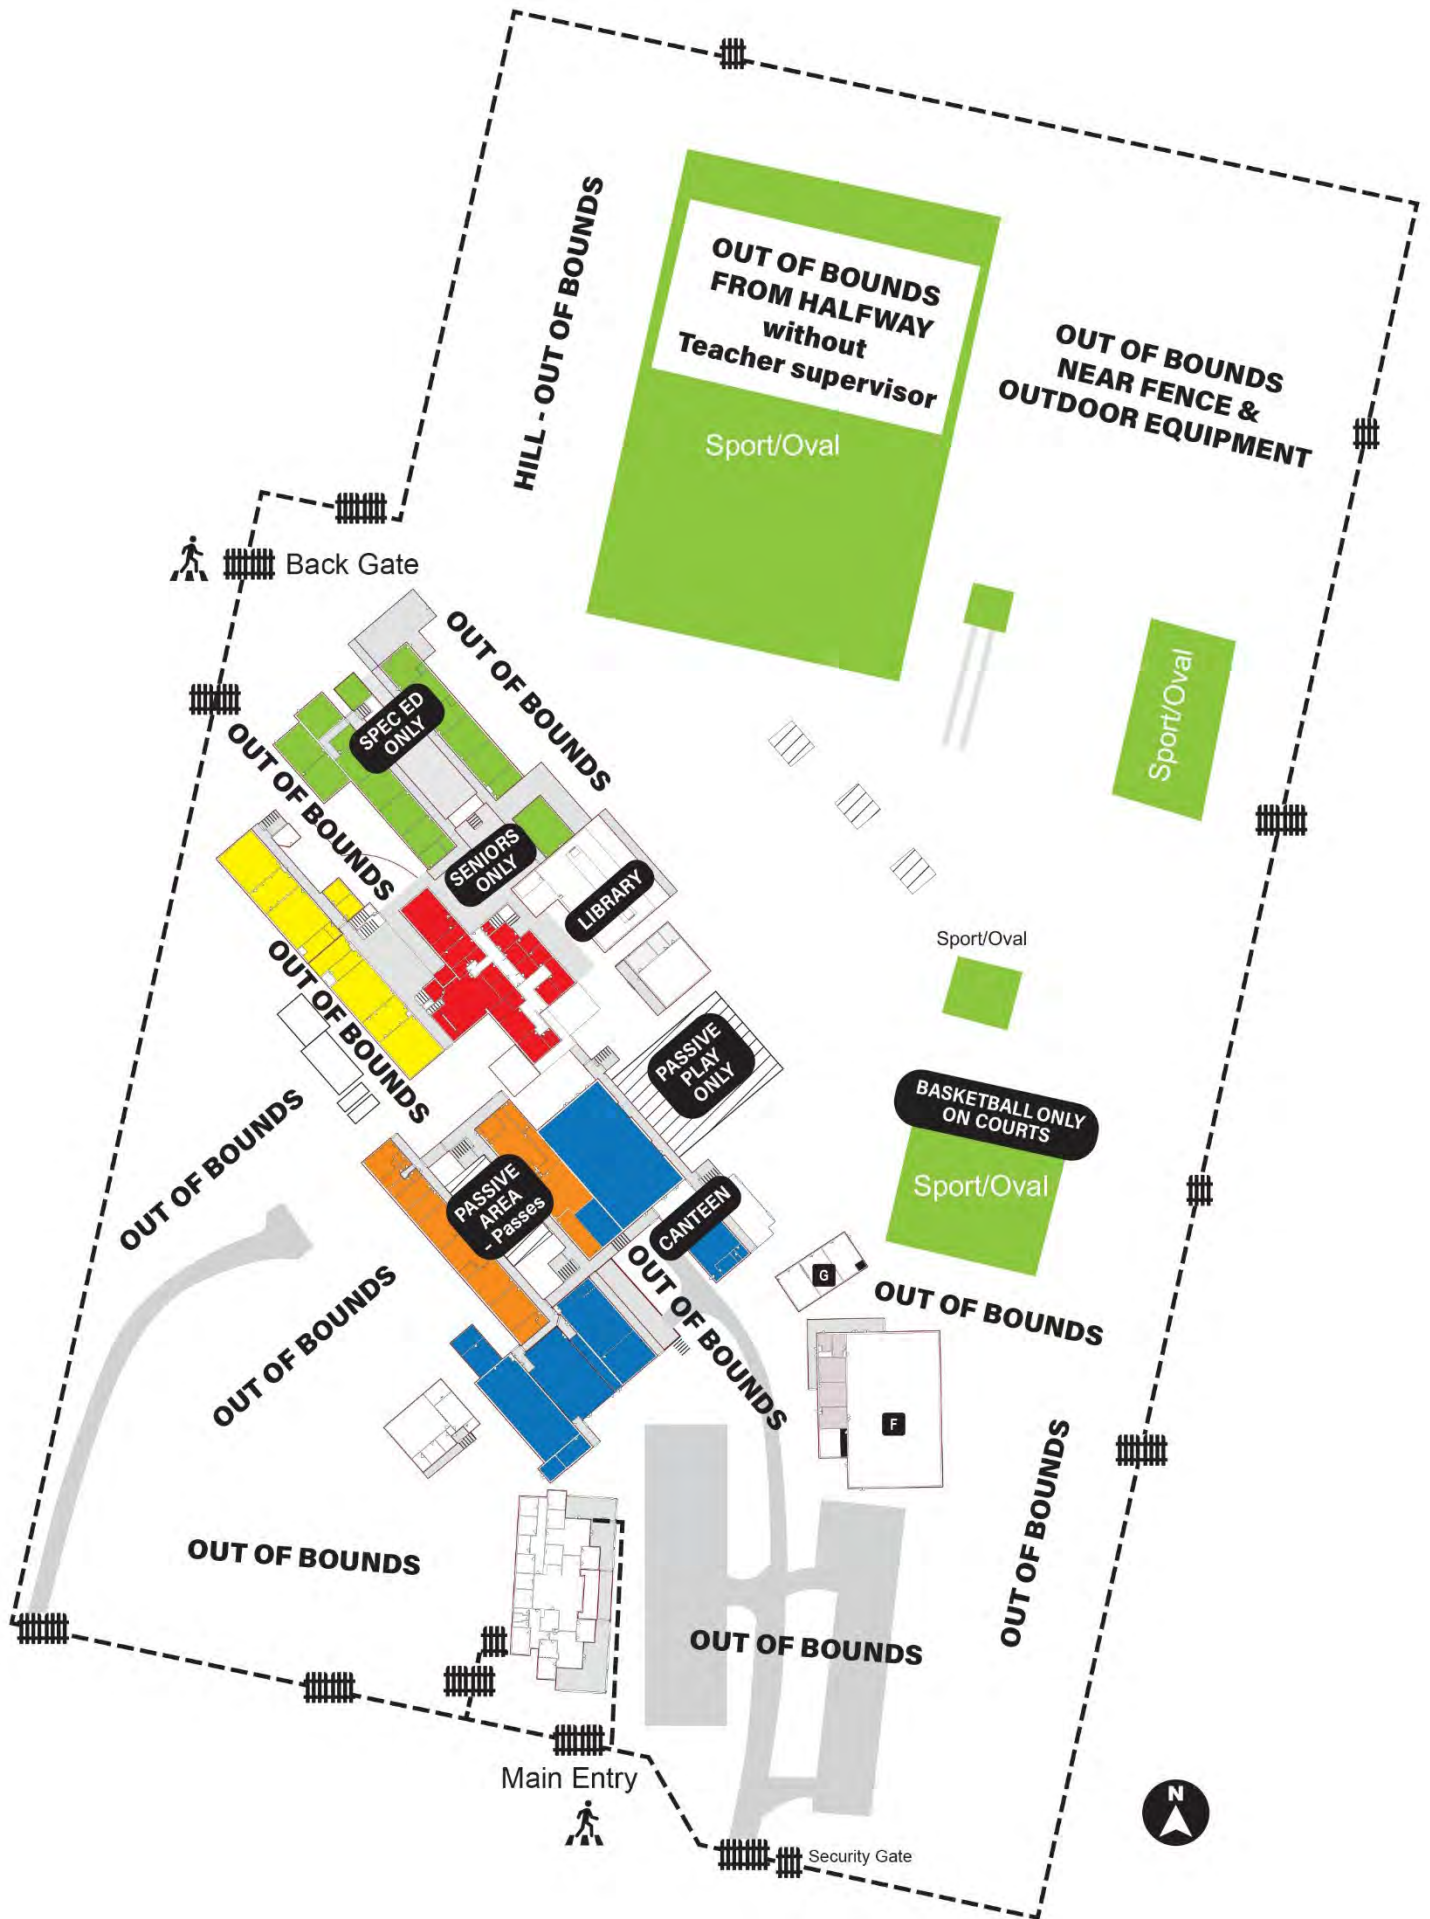 HILL - OUT OF BOUNDS
OUT OF BOUNDS
FROM HALFWAY
without
Teacher supervisor
Sport/Oval
OUT OF BOUNDS
NEAR FENCE &
OUTDOOR EQUIPMENT
Back Gate
OUT OF BOUNDS
SPEC ED
ONLY
Sport/Oval
OUT OF BOUNDS
SENIORS
ONLY
LIBRARY
Sport/Oval
OUT OF BOUNDS
PASSIVE
PLAY
ONLY
BASKETBALL ONLY
ON COURTS
Sport/Oval
OUT OF BOUNDS
PASSIVE
AREA
- Passes
CANTEEN
OUT OF BOUNDS
G
OUT OF BOUNDS
OUT OF BOUNDS
F
OUT OF BOUNDS
OUT OF BOUNDS
OUT OF BOUNDS
Main Entry
Security Gate
N